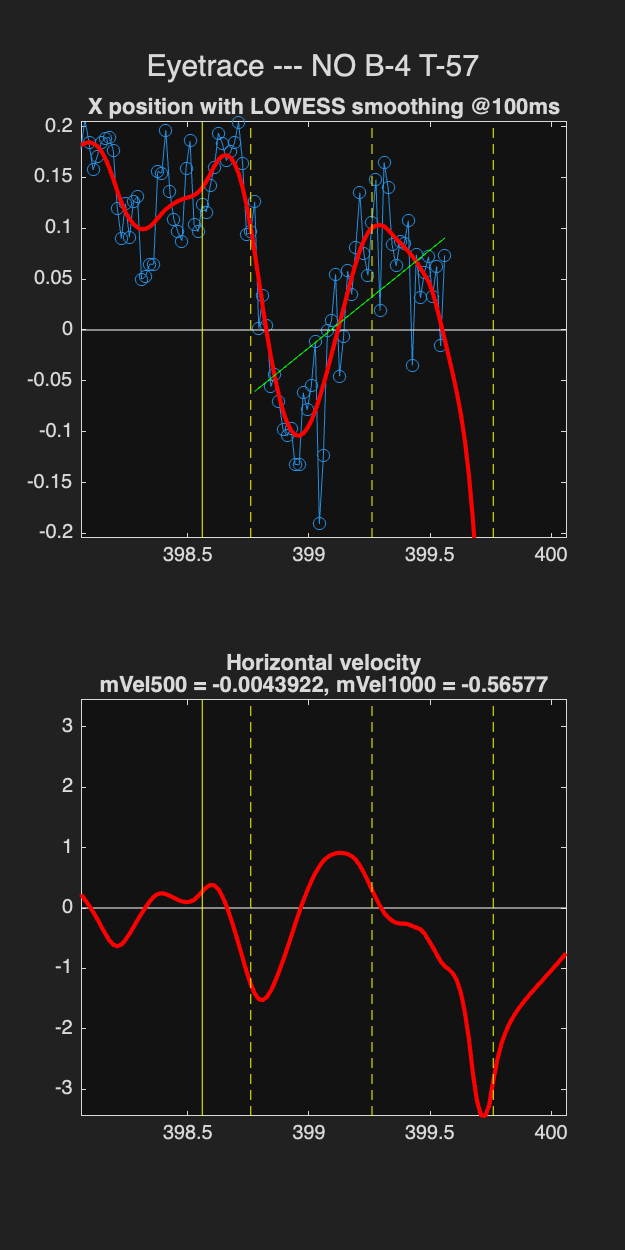 Eyetrace --- NO B-4 T-57
X position with LOWESS smoothing @100ms
0.2
0.15
0.1
0.05
0
-0.05
-0.1
-0.15
-0.2
398.5 399 399.5 400
Horizontal velocity
mVel500 = -0.0043922, mVel1000 = -0.56577
3
2
1
0
-1
-2
-3
398.5 399 399.5 400